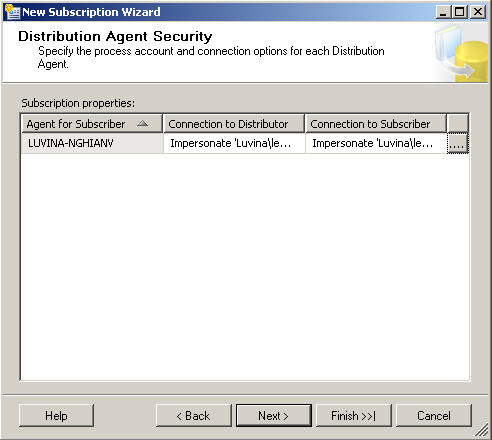 New Subscription Wizard
Distribution Agent Security
Specify the process account and connection options for each Distribution
Agent.
Subscription properties:
Agent for Subscriber Connection to Distributor Connection to Subscriber
LUVINA-NGHIANV Impersonate 'Luvina\le... Impersonate 'Luvina\le... ....
Help < Back Next > Finish >>| Cancel